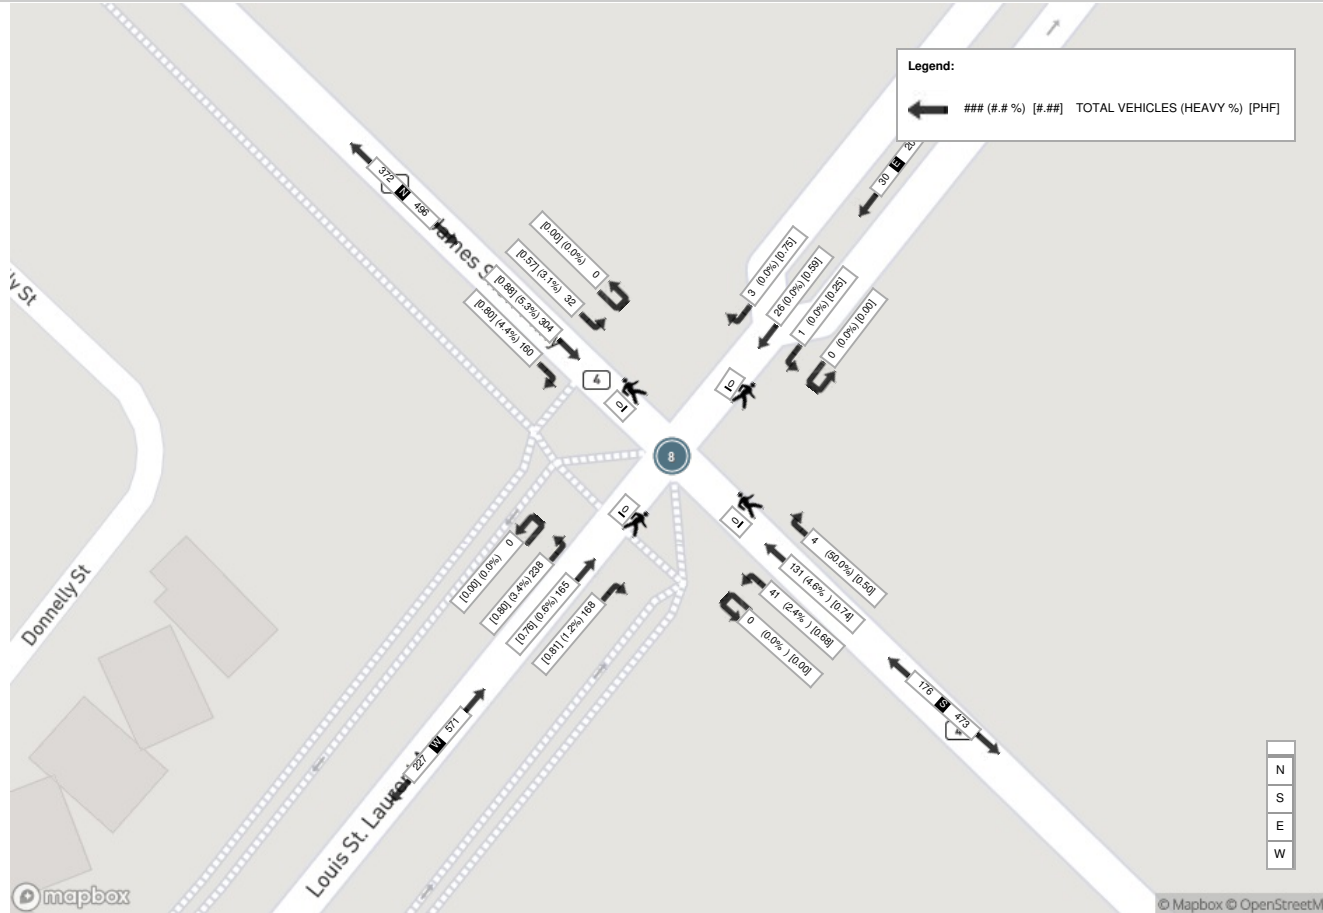 Legend:
### (#.# %) [#.##] TOTAL VEHICLES (HEAVY %) [PHF]
30 E 20
372 N 496
[0.00] (0.0%) 0
[0.57] (3.1%) 32
[0.88] (5.3%) 304
[0.80] (4.4%) 160
3 (0.0%) [0.75]
26 (0.0%) [0.59]
1 (0.0%) [0.25]
0 (0.0%) [0.00]
4
0
0
8
0
0
[0.00] (0.0%) 0
[0.80] (3.4%) 238
[0.76] (0.6%) 165
[0.81] (1.2%) 168
4 (50.0%) [0.50]
131 (4.6% ) [0.74]
41 (2.4% ) [0.68]
0 (0.0% ) [0.00]
176 S 473
4
227 W 571
ly St
Donnelly St
Louis St. Laurent
N
S
E
W
mapbox
© Mapbox © OpenStreetM